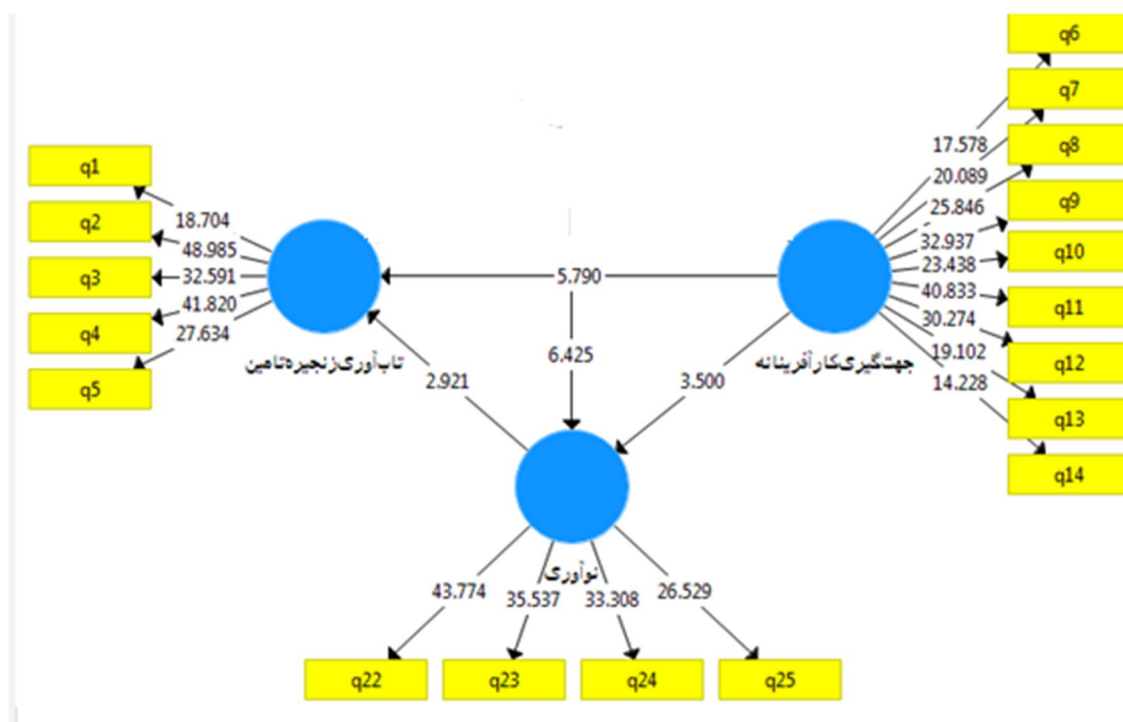 q6
q7
q8
q9
q10
q11
q12
q13
q14
17.578
20.089
25.846
32.937
23.438
40.833
30.274
19.102
14.228
q1
q2
q3
q4
q5
18.704
48.985
32.591
41.820
27.634
5.790
6.425
2.921
3.500
تاب‌آوری‌زنجیره‌تامین
جهت‌گیری‌کارآفرینانه
نوآوری
43.774
35.537
33.308
26.529
q22
q23
q24
q25